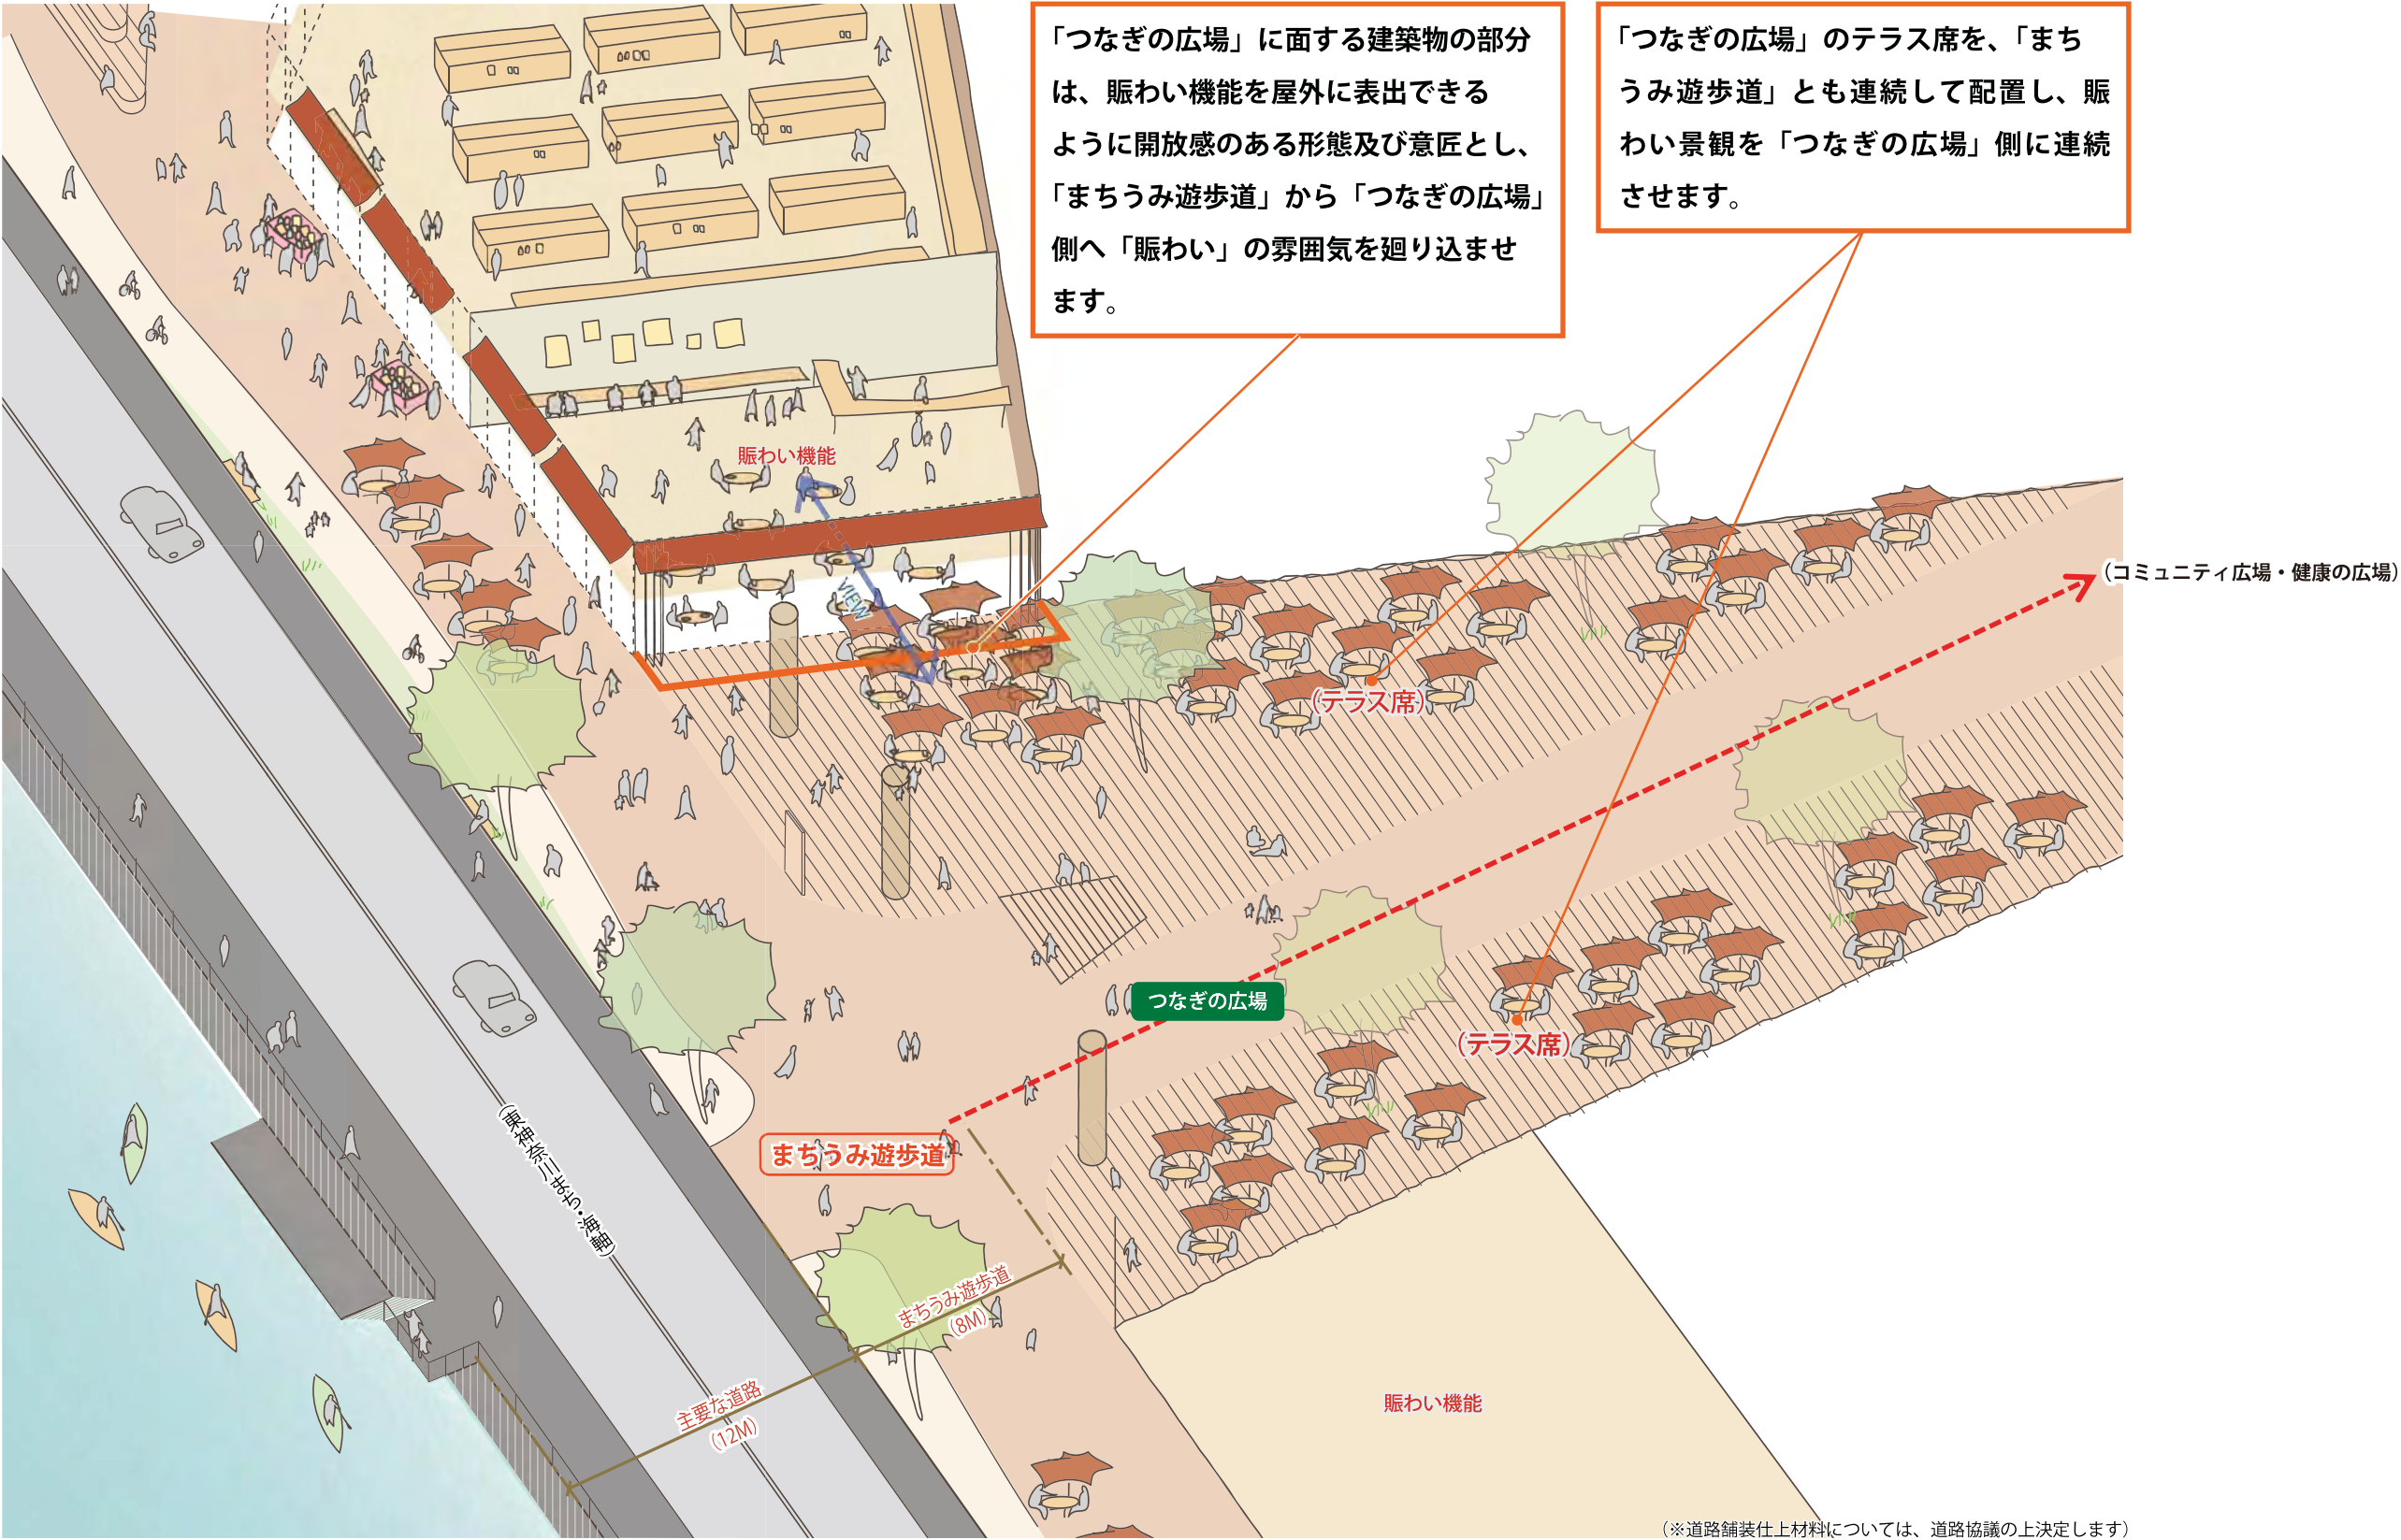 「つなぎの広場」に面する建築物の部分
は、賑わい機能を屋外に表出できる
ように開放感のある形態及び意匠とし、
「まちうみ遊歩道」から「つなぎの広場」
側へ「賑わい」の雰囲気を廻り込ませ
ます。
「つなぎの広場」のテラス席を、「まち
うみ遊歩道」とも連続して配置し、賑
わい景観を「つなぎの広場」側に連続
させます。
賑わい機能
VIEW
(コミュニティ広場・健康の広場)
(テラス席)
つなぎの広場
(テラス席)
まちうみ遊歩道
(東神奈川まち・海軸)
まちうみ遊歩道
(8M)
主要な道路
(12M)
賑わい機能
(※道路舗装仕上材料については、道路協議の上決定します)